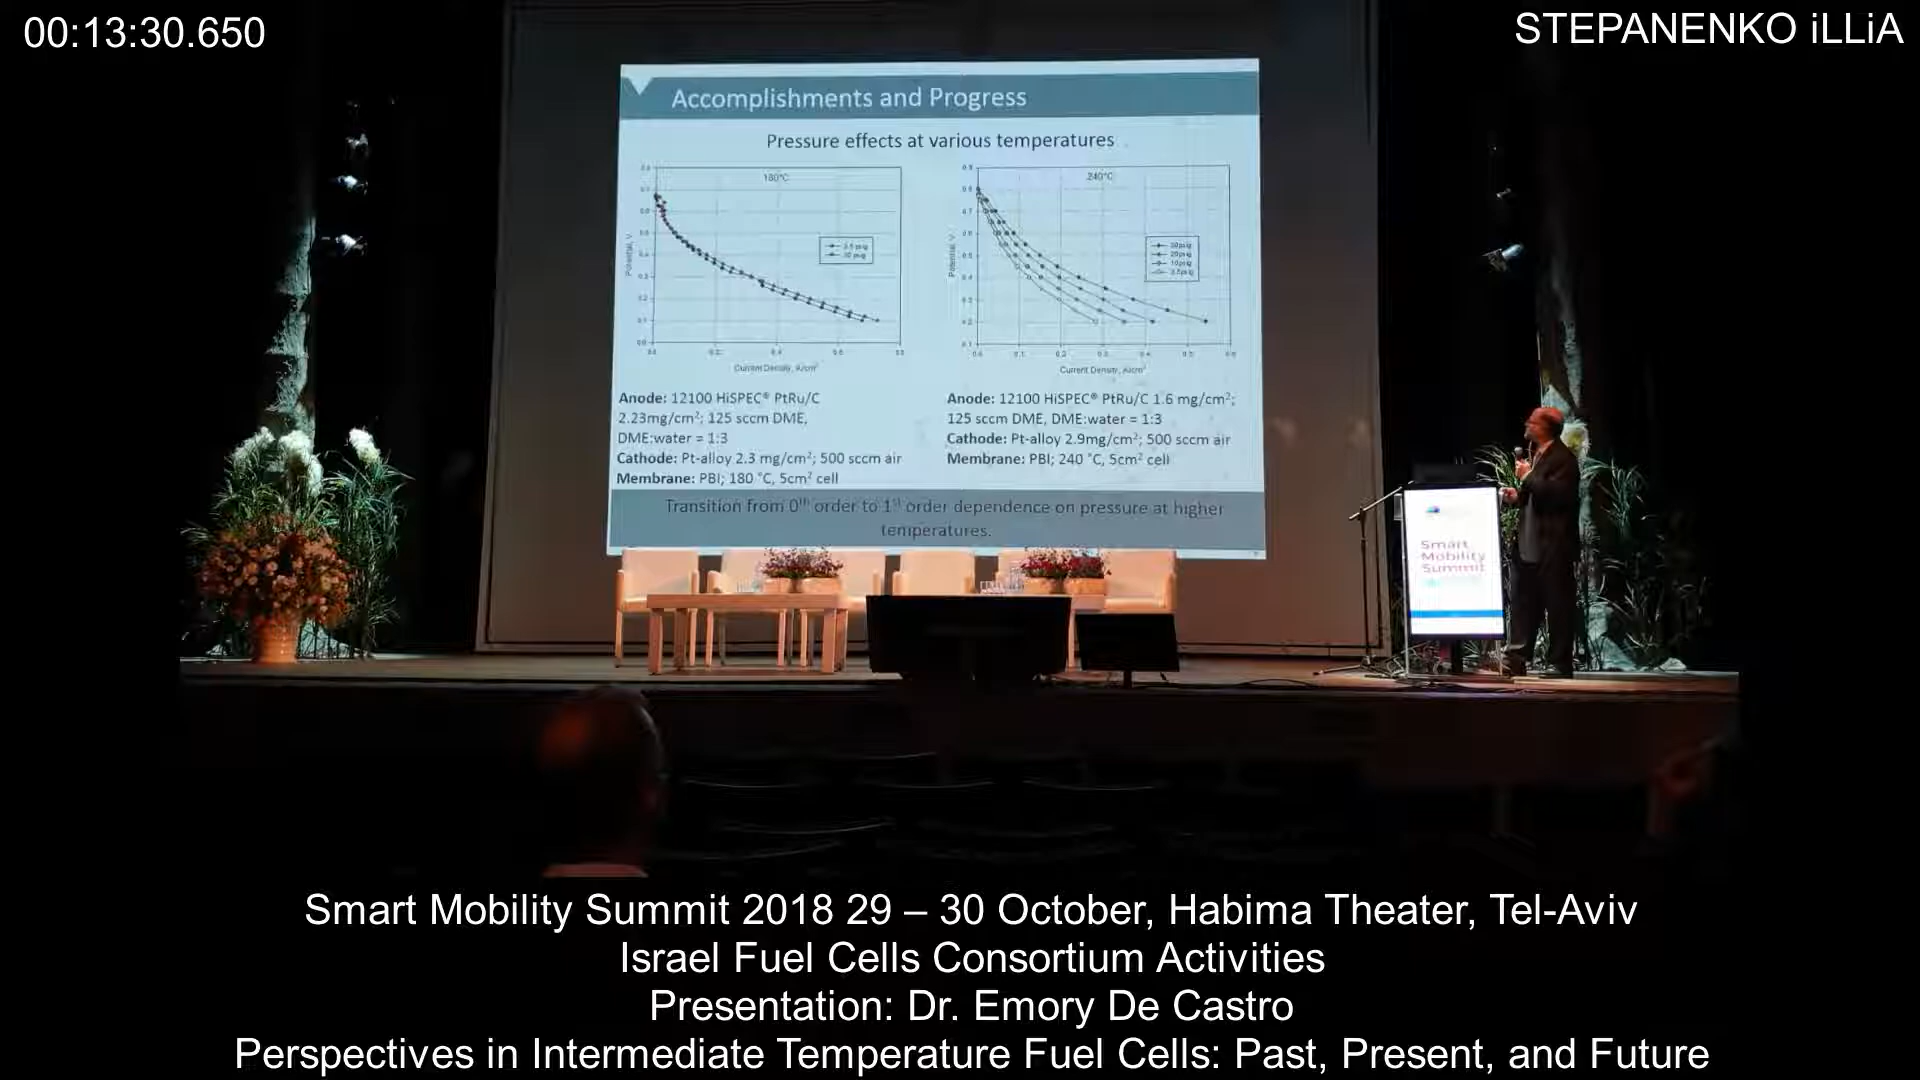 00:13:30.650
STEPANENKO iLLiA
Accomplishments and Progress
Pressure effects at various temperatures
180°C
240°C
Potential, V
Potential, V
30psig
20psig
10psig
Current Density, A/cm²
Current Density, A/cm²
Anode: 12100 HiSPEC® PtRu/C
2.23mg/cm²; 125 sccm DME,
DME:water = 1:3
Cathode: Pt-alloy 2.3 mg/cm²; 500 sccm air
Membrane: PBI; 180 °C, 5cm² cell
Anode: 12100 HiSPEC® PtRu/C 1.6 mg/cm²;
125 sccm DME, DME:water = 1:3
Cathode: Pt-alloy 2.9mg/cm²; 500 sccm air
Membrane: PBI; 240 °C, 5cm² cell
Transition from 0th order to 1st order dependence on pressure at higher
temperatures.
Smart
Mobility
Summit
Smart Mobility Summit 2018 29 – 30 October, Habima Theater, Tel-Aviv
Israel Fuel Cells Consortium Activities
Presentation: Dr. Emory De Castro
Perspectives in Intermediate Temperature Fuel Cells: Past, Present, and Future